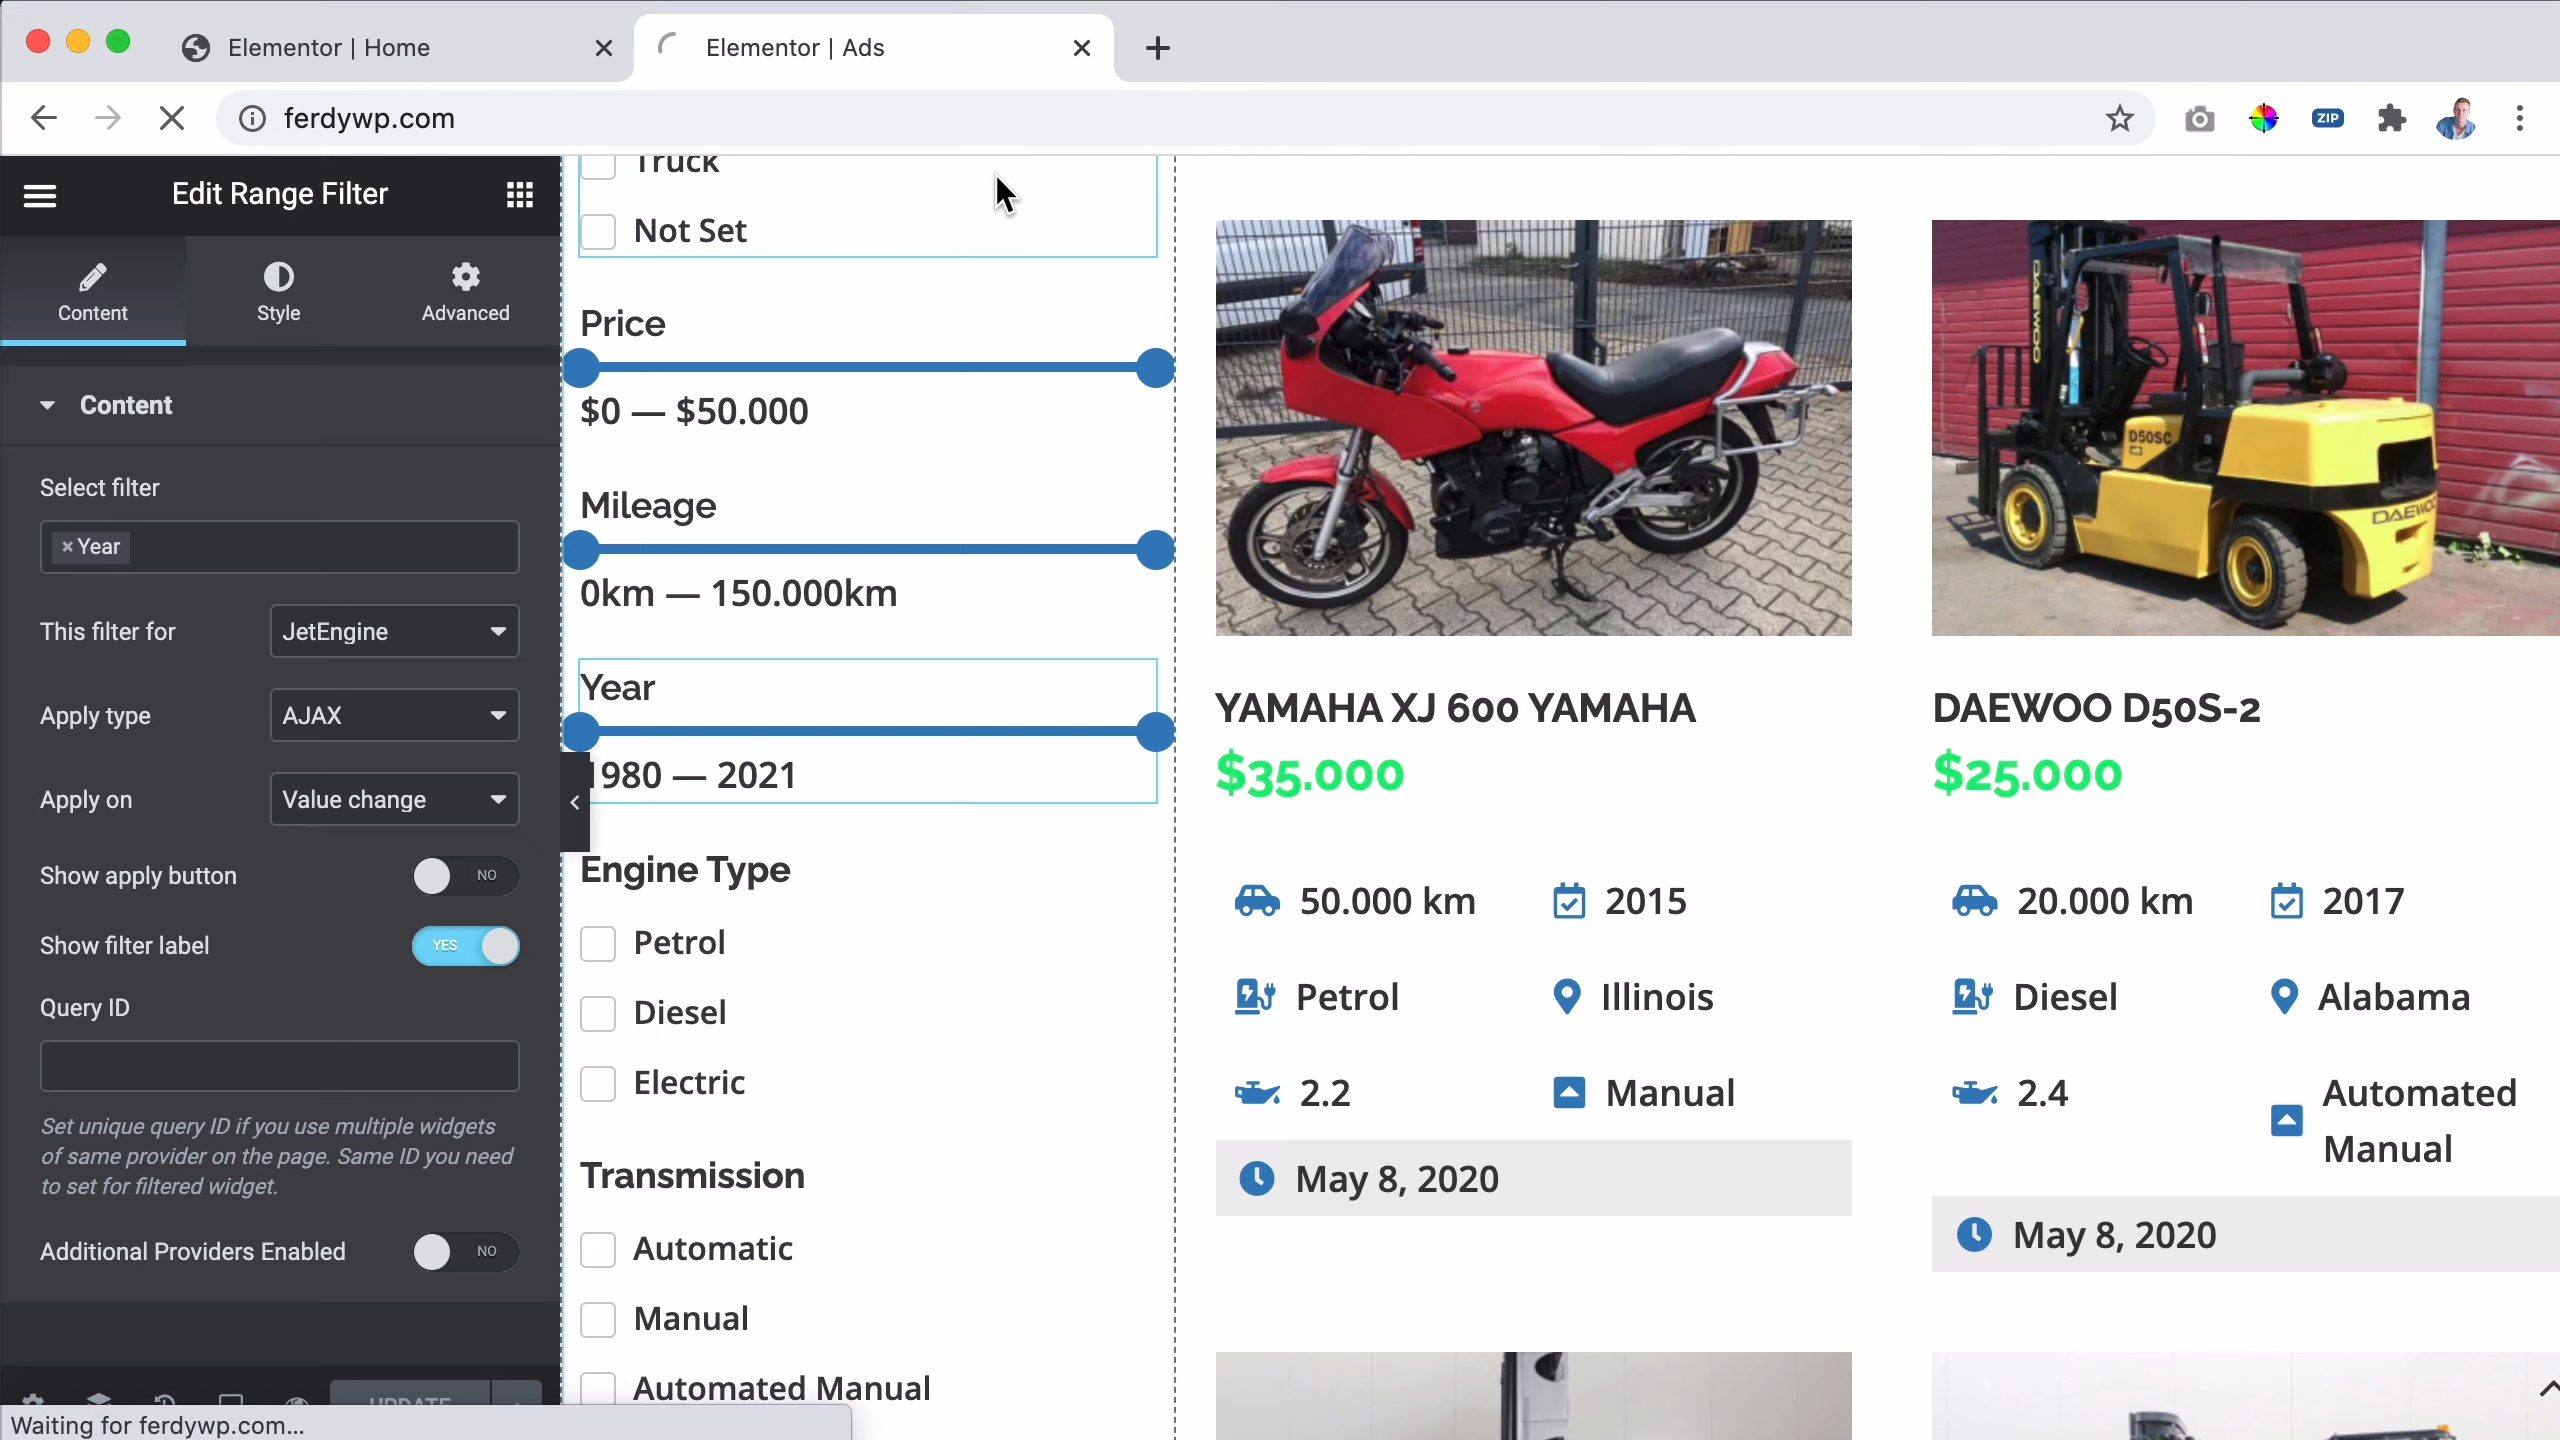 Elementor | Home
Elementor | Ads
ferdywp.com
ZIP
Edit Range Filter
Content
Style
Advanced
Content
Select filter
× Year
This filter for
JetEngine
Apply type
AJAX
Apply on
Value change
Show apply button
NO
Show filter label
YES
Query ID
Set unique query ID if you use multiple widgets
of same provider on the page. Same ID you need
to set for filtered widget.
Additional Providers Enabled
NO
UPDATE
Waiting for ferdywp.com...
Truck
Not Set
Price
$0 — $50.000
Mileage
0km — 150.000km
Year
1980 — 2021
Engine Type
Petrol
Diesel
Electric
Transmission
Automatic
Manual
Automated Manual
YAMAHA XJ 600 YAMAHA
$35.000
50.000 km
2015
Petrol
Illinois
2.2
Manual
May 8, 2020
DAEWOO
D50SC
DAEWOO
DAEWOO D50S-2
$25.000
20.000 km
2017
Diesel
Alabama
2.4
Automated
Manual
May 8, 2020